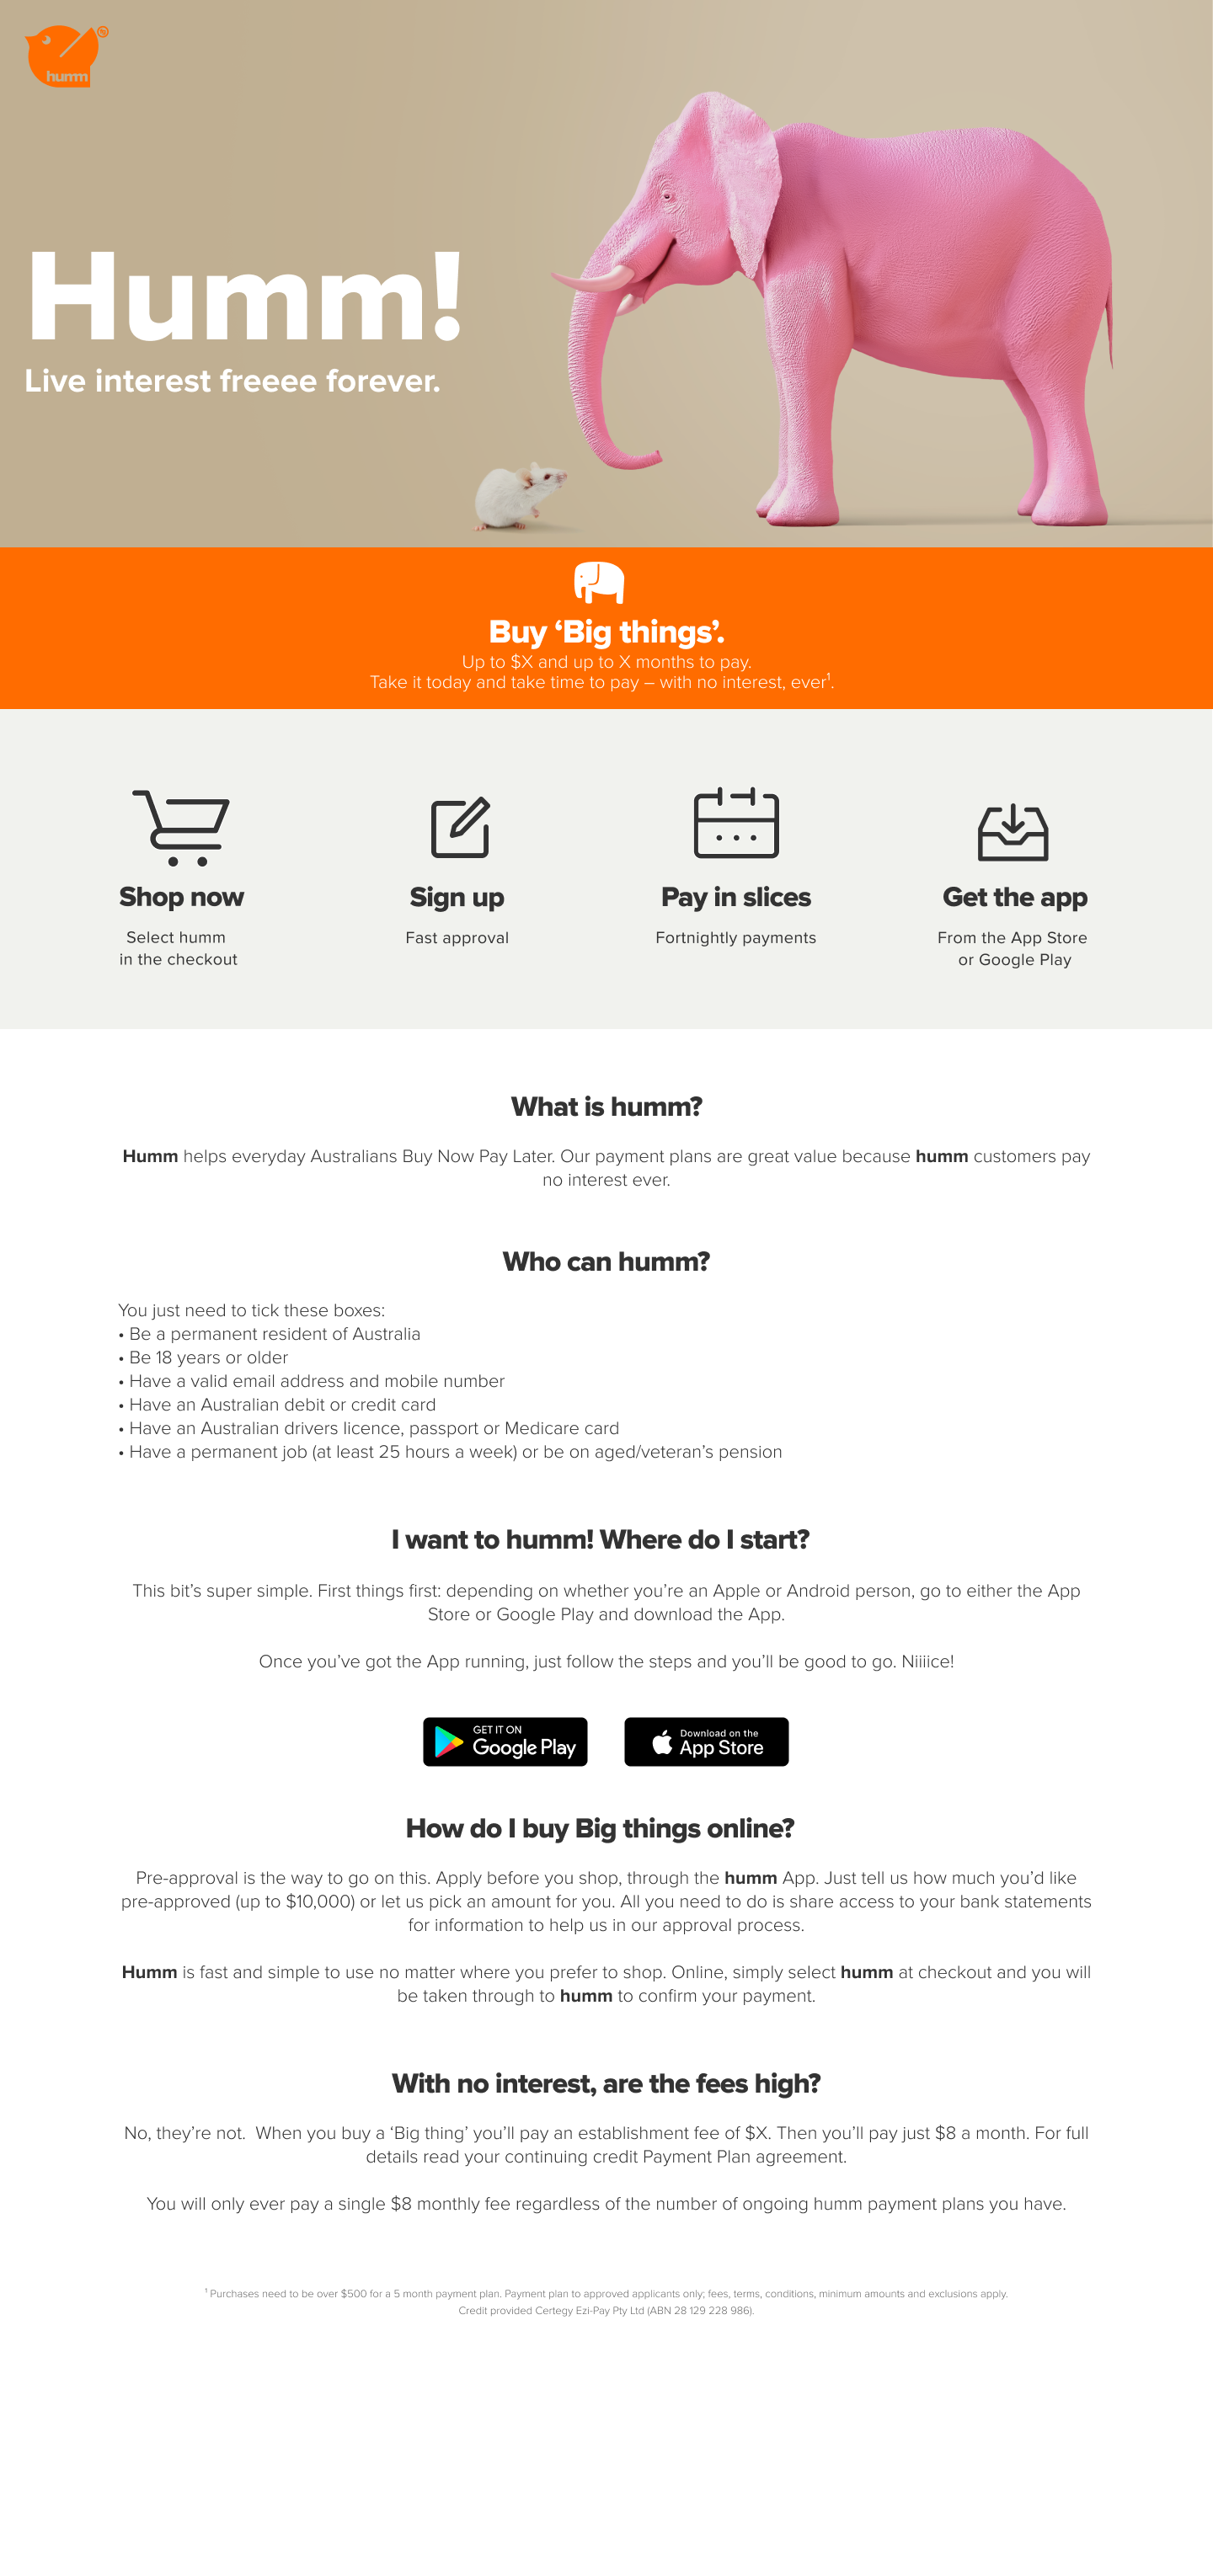 humm
Humm!
Live interest freeee forever.
Buy ‘Big things’.
Up to $X and up to X months to pay.
Take it today and take time to pay – with no interest, ever¹.
Shop now
Select humm
in the checkout
Sign up
Fast approval
Pay in slices
Fortnightly payments
Get the app
From the App Store
or Google Play
What is humm?
Humm helps everyday Australians Buy Now Pay Later. Our payment plans are great value because humm customers pay
no interest ever.
Who can humm?
You just need to tick these boxes:
• Be a permanent resident of Australia
• Be 18 years or older
• Have a valid email address and mobile number
• Have an Australian debit or credit card
• Have an Australian drivers licence, passport or Medicare card
• Have a permanent job (at least 25 hours a week) or be on aged/veteran’s pension
I want to humm! Where do I start?
This bit’s super simple. First things first: depending on whether you’re an Apple or Android person, go to either the App
Store or Google Play and download the App.
Once you’ve got the App running, just follow the steps and you’ll be good to go. Niiiice!
GET IT ON
Google Play
Download on the
App Store
How do I buy Big things online?
Pre-approval is the way to go on this. Apply before you shop, through the humm App. Just tell us how much you’d like
pre-approved (up to $10,000) or let us pick an amount for you. All you need to do is share access to your bank statements
for information to help us in our approval process.
Humm is fast and simple to use no matter where you prefer to shop. Online, simply select humm at checkout and you will
be taken through to humm to confirm your payment.
With no interest, are the fees high?
No, they’re not.  When you buy a ‘Big thing’ you’ll pay an establishment fee of $X. Then you’ll pay just $8 a month. For full
details read your continuing credit Payment Plan agreement.
You will only ever pay a single $8 monthly fee regardless of the number of ongoing humm payment plans you have.
¹ Purchases need to be over $500 for a 5 month payment plan. Payment plan to approved applicants only; fees, terms, conditions, minimum amounts and exclusions apply.
Credit provided Certegy Ezi-Pay Pty Ltd (ABN 28 129 228 986).